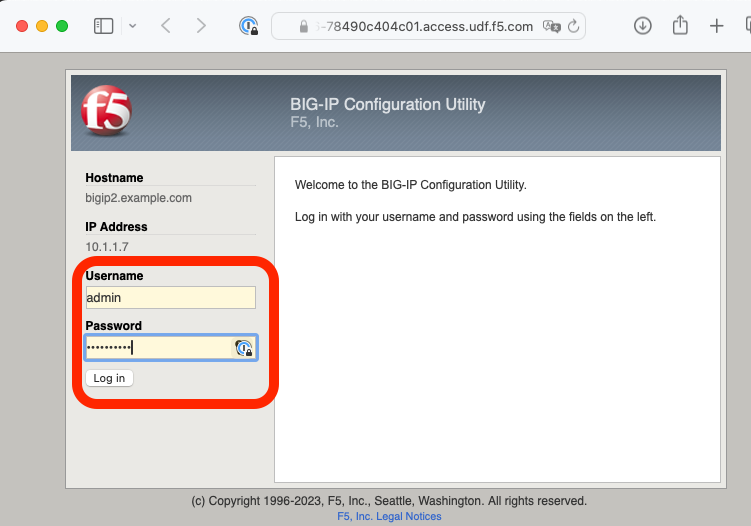 -78490c404c01.access.udf.f5.com
f5
BIG-IP Configuration Utility
F5, Inc.
Hostname
bigip2.example.com
IP Address
10.1.1.7
Username
admin
Password
••••••••••
Log in
Welcome to the BIG-IP Configuration Utility.
Log in with your username and password using the fields on the left.
(c) Copyright 1996-2023, F5, Inc., Seattle, Washington. All rights reserved.
F5, Inc. Legal Notices